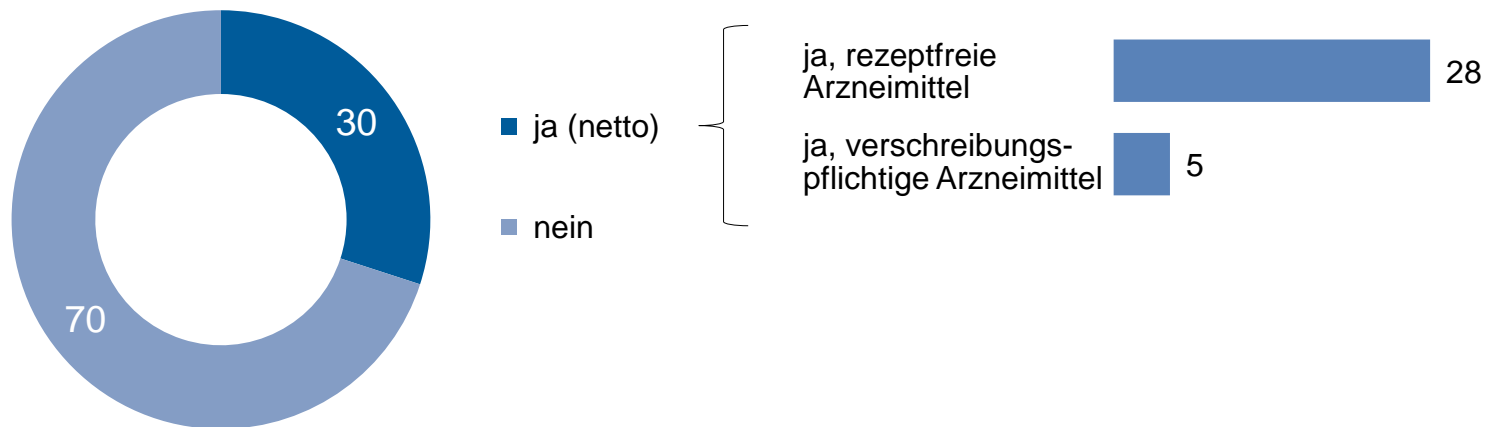 30
70
ja (netto)
nein
ja, rezeptfreie
Arzneimittel
28
ja, verschreibungs-
pflichtige Arzneimittel
5